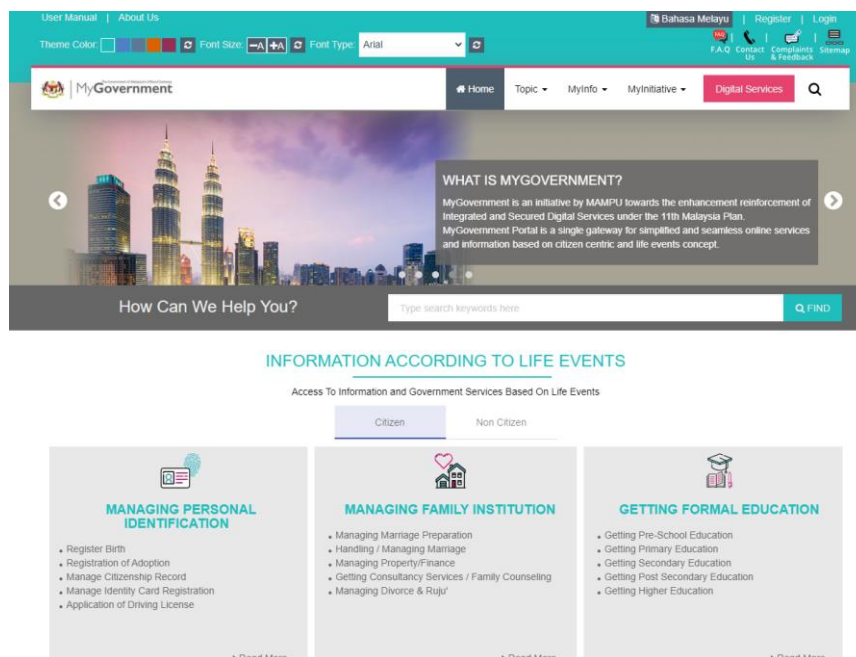 User Manual | About Us
Bahasa Melayu | Register | Login
Theme Color: Font Size: -A +A Font Type: Arial
FAQ
F.A.Q Contact Us Complaints & Feedback Sitemap
MyGovernment
Home Topic MyInfo MyInitiative Digital Services
WHAT IS MYGOVERNMENT?
MyGovernment is an initiative by MAMPU towards the enhancement reinforcement of
Integrated and Secured Digital Services under the 11th Malaysia Plan.
MyGovernment Portal is a single gateway for simplified and seamless online services
and information based on citizen centric and life events concept.
How Can We Help You?
Type search keywords here
FIND
INFORMATION ACCORDING TO LIFE EVENTS
Access To Information and Government Services Based On Life Events
Citizen Non Citizen
MANAGING PERSONAL
IDENTIFICATION
Register Birth
Registration of Adoption
Manage Citizenship Record
Manage Identity Card Registration
Application of Driving License
Read More
MANAGING FAMILY INSTITUTION
Managing Marriage Preparation
Handling / Managing Marriage
Managing Property/Finance
Getting Consultancy Services / Family Counseling
Managing Divorce & Ruju'
Read More
GETTING FORMAL EDUCATION
Getting Pre-School Education
Getting Primary Education
Getting Secondary Education
Getting Post Secondary Education
Getting Higher Education
Read More